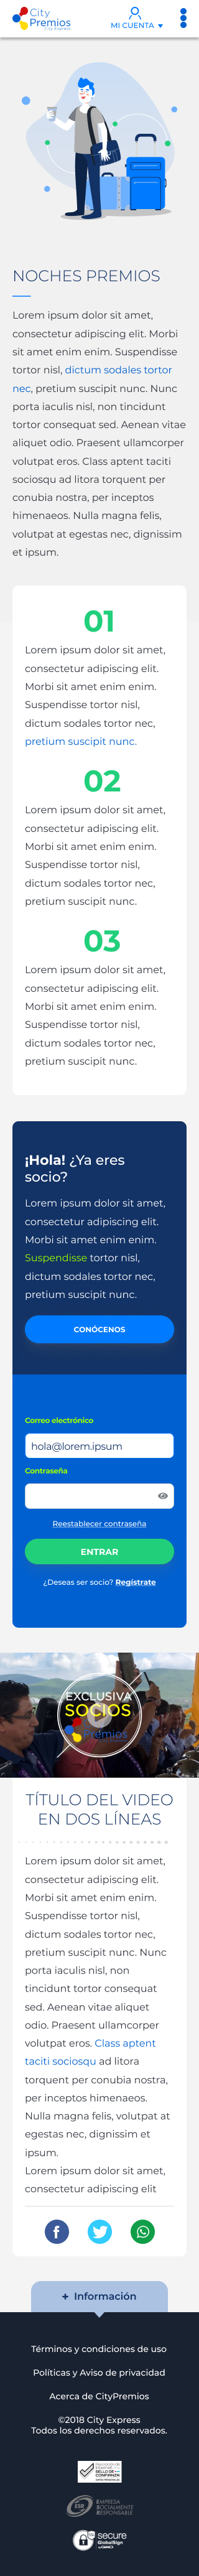 City
Premios
City Express
MI CUENTA
NOCHES PREMIOS
Lorem ipsum dolor sit amet,
consectetur adipiscing elit. Morbi
sit amet enim enim. Suspendisse
tortor nisl, dictum sodales tortor
nec, pretium suscipit nunc. Nunc
porta iaculis nisl, non tincidunt
tortor consequat sed. Aenean vitae
aliquet odio. Praesent ullamcorper
volutpat eros. Class aptent taciti
sociosqu ad litora torquent per
conubia nostra, per inceptos
himenaeos. Nulla magna felis,
volutpat at egestas nec, dignissim
et ipsum.
01
Lorem ipsum dolor sit amet,
consectetur adipiscing elit.
Morbi sit amet enim enim.
Suspendisse tortor nisl,
dictum sodales tortor nec,
pretium suscipit nunc.
02
Lorem ipsum dolor sit amet,
consectetur adipiscing elit.
Morbi sit amet enim enim.
Suspendisse tortor nisl,
dictum sodales tortor nec,
pretium suscipit nunc.
03
Lorem ipsum dolor sit amet,
consectetur adipiscing elit.
Morbi sit amet enim enim.
Suspendisse tortor nisl,
dictum sodales tortor nec,
pretium suscipit nunc.
¡Hola! ¿Ya eres
socio?
Lorem ipsum dolor sit amet,
consectetur adipiscing elit.
Morbi sit amet enim enim.
Suspendisse tortor nisl,
dictum sodales tortor nec,
pretium suscipit nunc.
CONÓCENOS
Correo electrónico
hola@lorem.ipsum
Contraseña
Reestablecer contraseña
ENTRAR
¿Deseas ser socio? Regístrate
EXCLUSIVA
SOCIOS
Premios
TÍTULO DEL VIDEO
EN DOS LÍNEAS
Lorem ipsum dolor sit amet,
consectetur adipiscing elit.
Morbi sit amet enim enim.
Suspendisse tortor nisl,
dictum sodales tortor nec,
pretium suscipit nunc. Nunc
porta iaculis nisl, non
tincidunt tortor consequat
sed. Aenean vitae aliquet
odio. Praesent ullamcorper
volutpat eros. Class aptent
taciti sociosqu ad litora
torquent per conubia nostra,
per inceptos himenaeos.
Nulla magna felis, volutpat at
egestas nec, dignissim et
ipsum.
Lorem ipsum dolor sit amet,
consectetur adipiscing elit
+ Información
Términos y condiciones de uso
Políticas y Aviso de privacidad
Acerca de CityPremios
©2018 City Express
Todos los derechos reservados.
SELLO DE
CONFIANZA
ESR
EMPRESA
SOCIALMENTE
RESPONSABLE
secure
GlobalSign